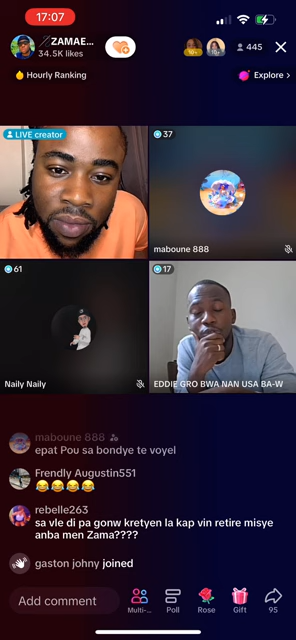 17:07
ZAMAE...
34.5K likes
10+
10+
445
Hourly Ranking
Explore >
LIVE creator
37
maboune 888
61
Naily Naily
17
EDDIE GRO BWA NAN USA BA-W
maboune 888
epat Pou sa bondye te voyel
Frendly Augustin551
😂😂😂😂
rebelle263
sa vle di pa gonw kretyen la kap vin retire misye
anba men Zama????
gaston johny joined
Add comment
Multi-...
Poll
Rose
Gift
95